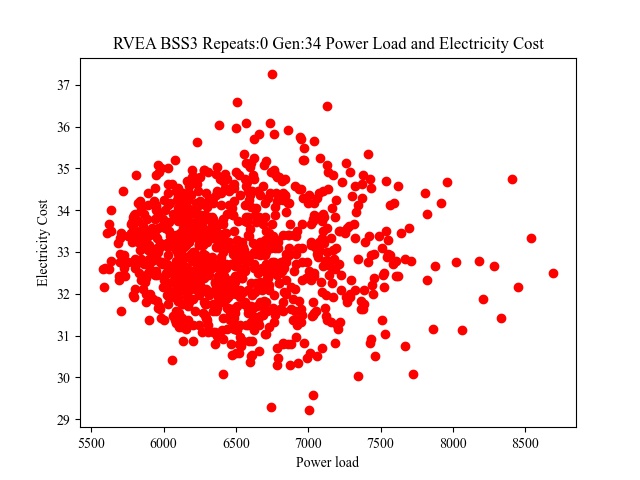 RVEA BSS3 Repeats:0 Gen:34 Power Load and Electricity Cost
37
36
35
34
33
32
31
30
29
Electricity Cost
5500 6000 6500 7000 7500 8000 8500
Power load